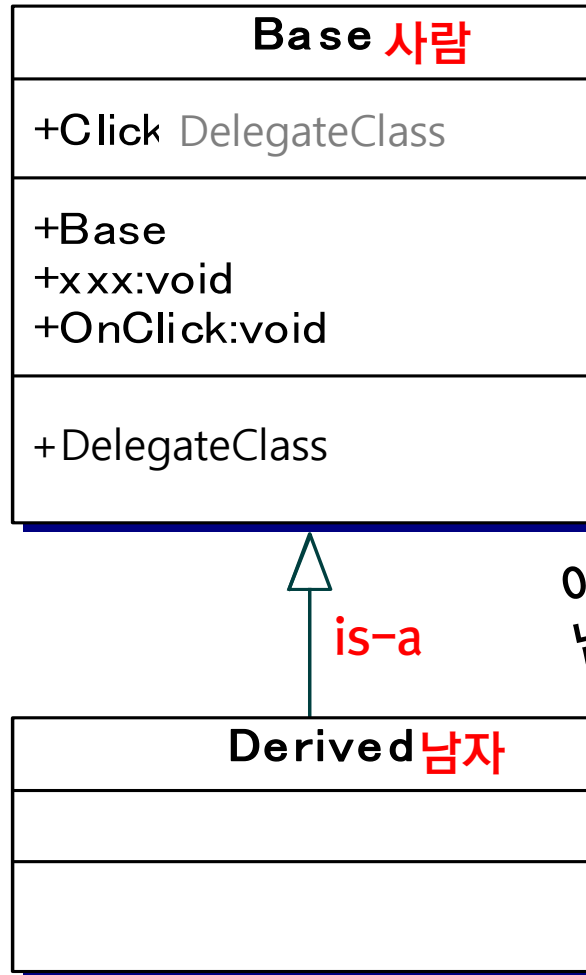 Base 사람
+Click DelegateClass
+Base
+xxx:void
+OnClick:void
+DelegateClass
is-a
Derived 남자